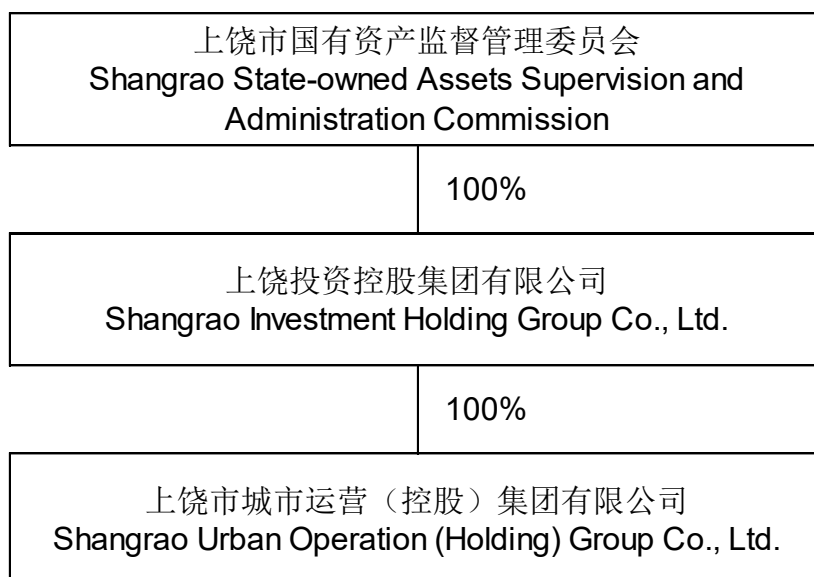 上饶市国有资产监督管理委员会
Shangrao State-owned Assets Supervision and
Administration Commission
100%
上饶投资控股集团有限公司
Shangrao Investment Holding Group Co., Ltd.
100%
上饶市城市运营（控股）集团有限公司
Shangrao Urban Operation (Holding) Group Co., Ltd.